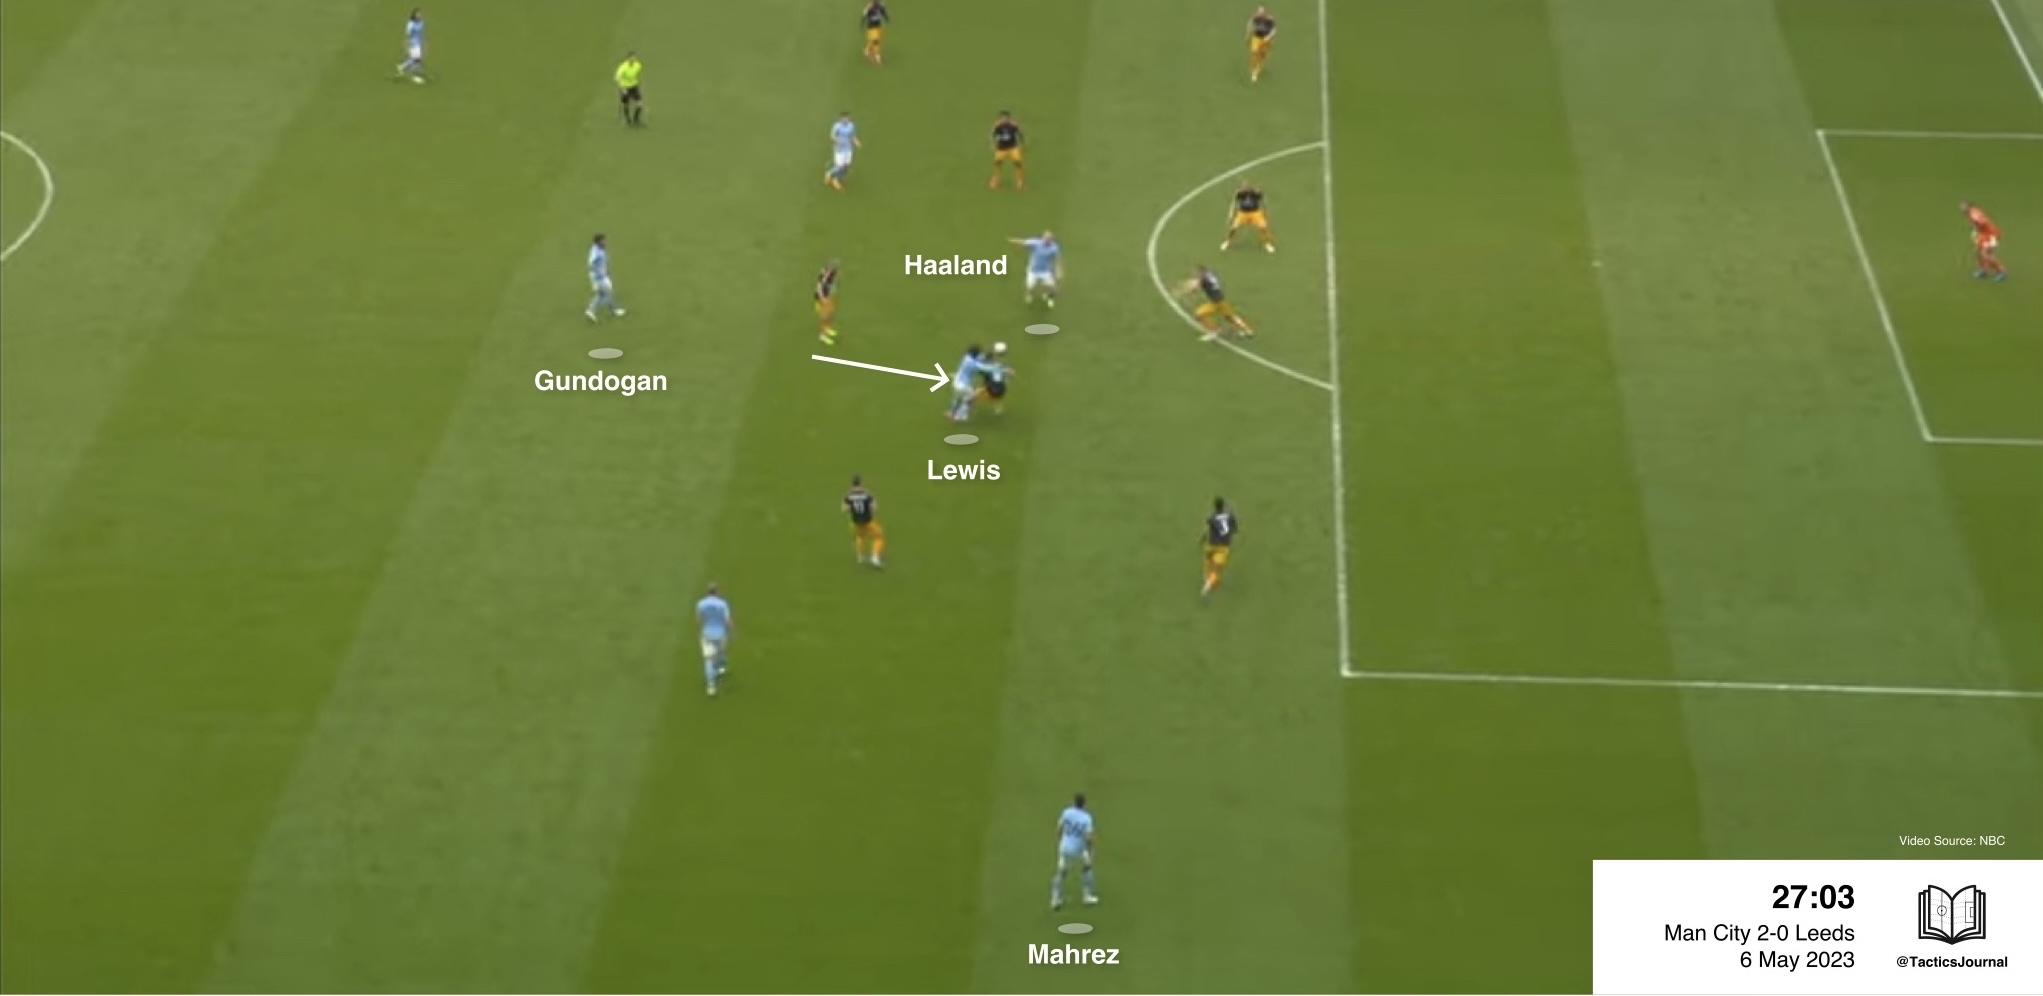 Haaland
Gundogan
Lewis
Mahrez
Video Source: NBC
27:03
Man City 2-0 Leeds
6 May 2023
@TacticsJournal